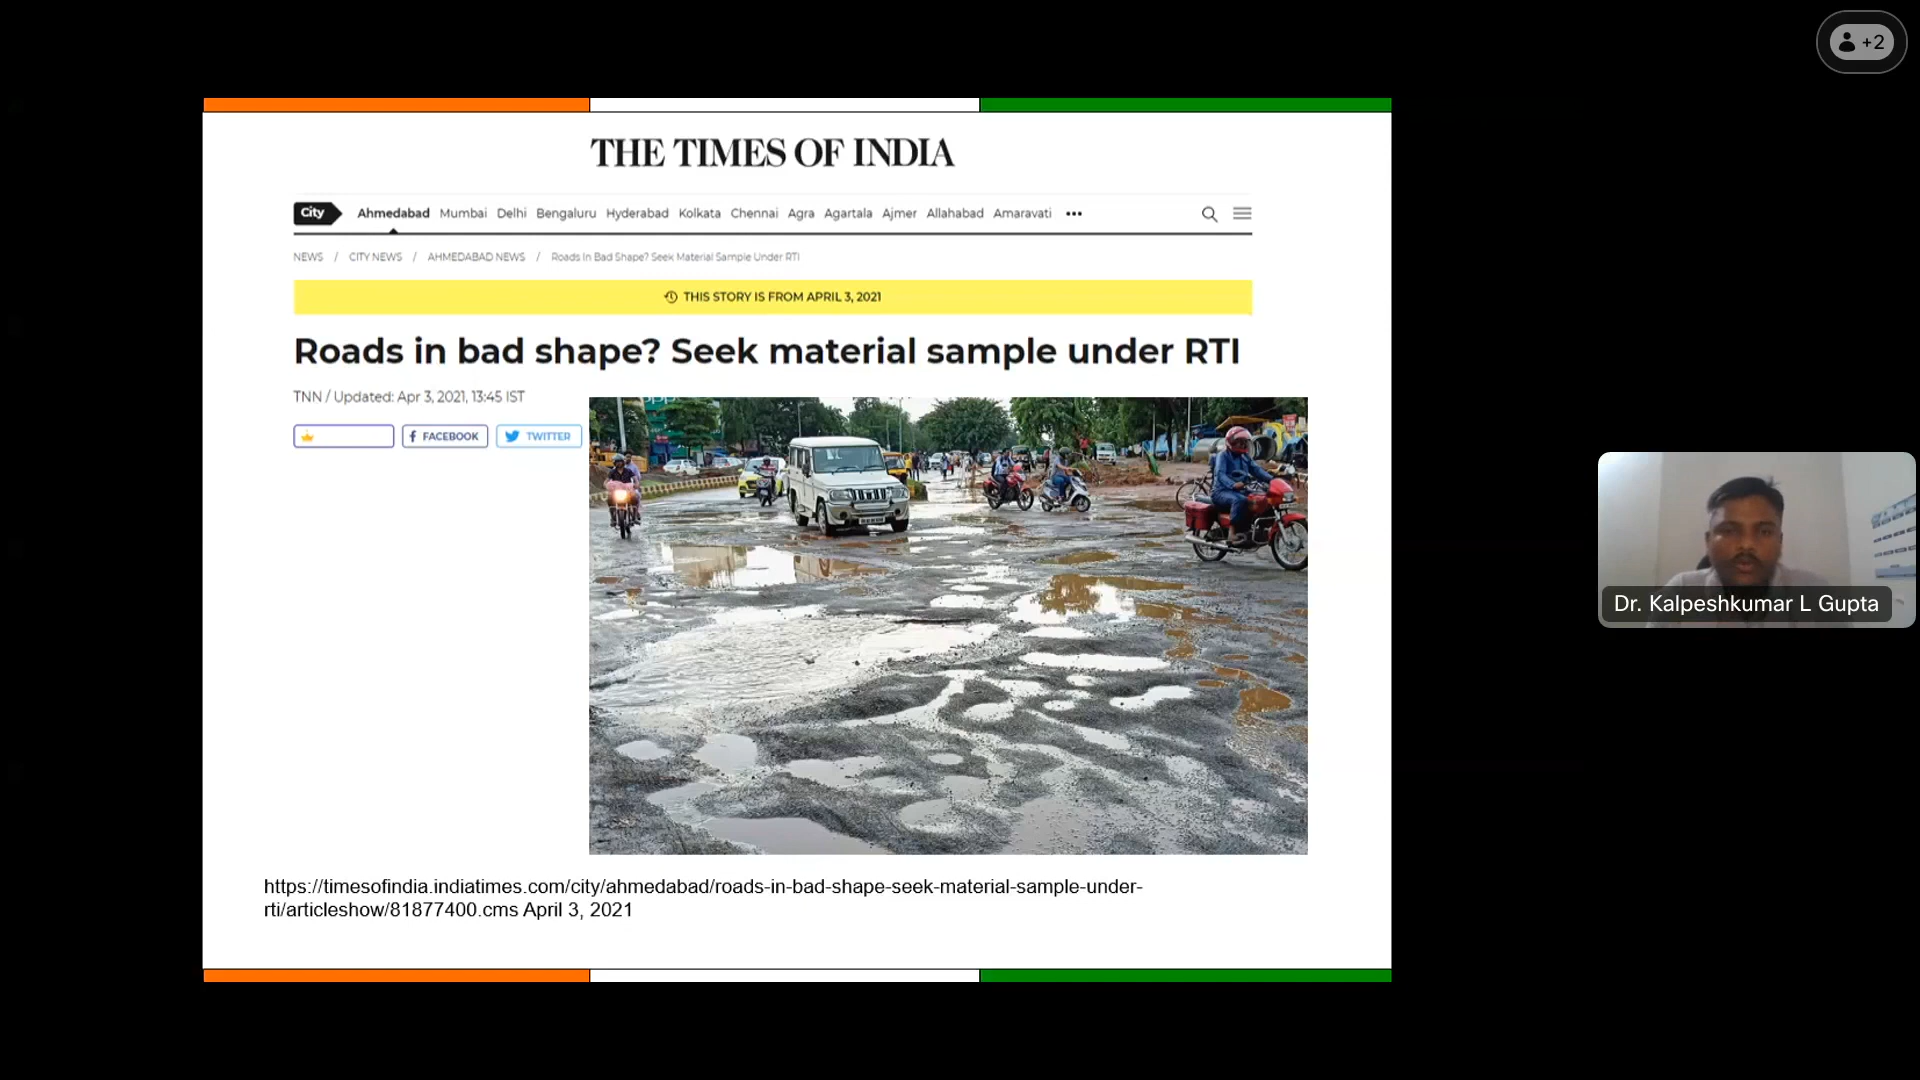 +2
THE TIMES OF INDIA
City Ahmedabad Mumbai Delhi Bengaluru Hyderabad Kolkata Chennai Agra Agartala Ajmer Allahabad Amaravati •••
NEWS / CITY NEWS / AHMEDABAD NEWS / Roads In Bad Shape? Seek Material Sample Under RTI
THIS STORY IS FROM APRIL 3, 2021
Roads in bad shape? Seek material sample under RTI
TNN / Updated: Apr 3, 2021, 13:45 IST
FACEBOOK TWITTER
Dr. Kalpeshkumar L Gupta
https://timesofindia.indiatimes.com/city/ahmedabad/roads-in-bad-shape-seek-material-sample-under-
rti/articleshow/81877400.cms April 3, 2021